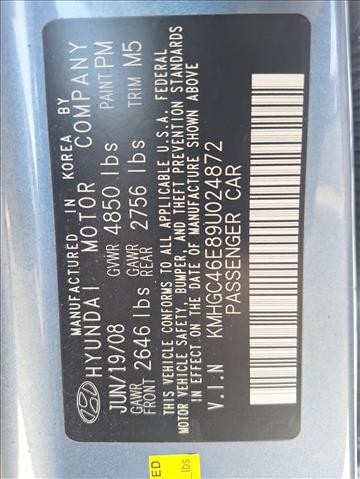 MANUFACTURED IN KOREA BY
HYUNDAI MOTOR COMPANY
JUN/19/08 GVWR 4850 lbs PAINT PM
GAWR FRONT 2646 lbs GAWR REAR 2756 lbs TRIM M5
THIS VEHICLE CONFORMS TO ALL APPLICABLE U.S.A. FEDERAL
MOTOR VEHICLE SAFETY, BUMPER, AND THEFT PREVENTION STANDARDS
IN EFFECT ON THE DATE OF MANUFACTURE SHOWN ABOVE
V.I.N KMHGC46E89U024872
PASSENGER CAR
ED
lbs